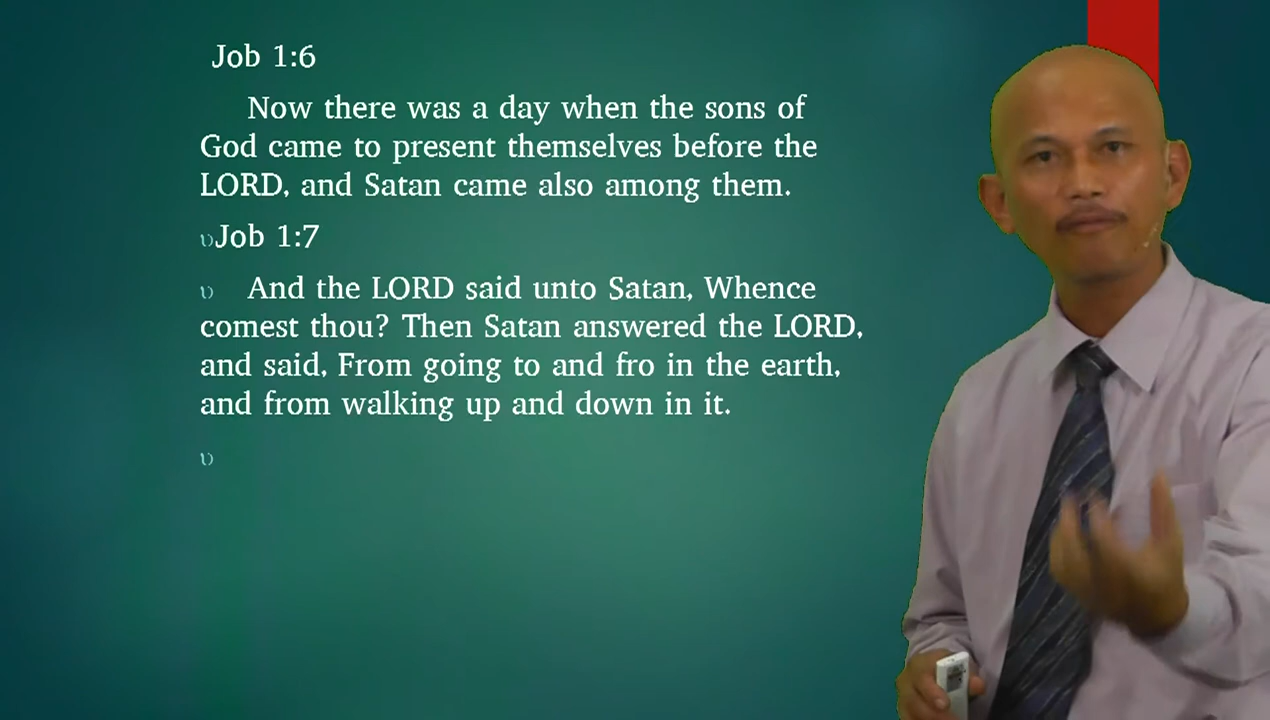 Job 1:6
Now there was a day when the sons of
God came to present themselves before the
LORD, and Satan came also among them.
Job 1:7
And the LORD said unto Satan, Whence
comest thou? Then Satan answered the LORD,
and said, From going to and fro in the earth,
and from walking up and down in it.